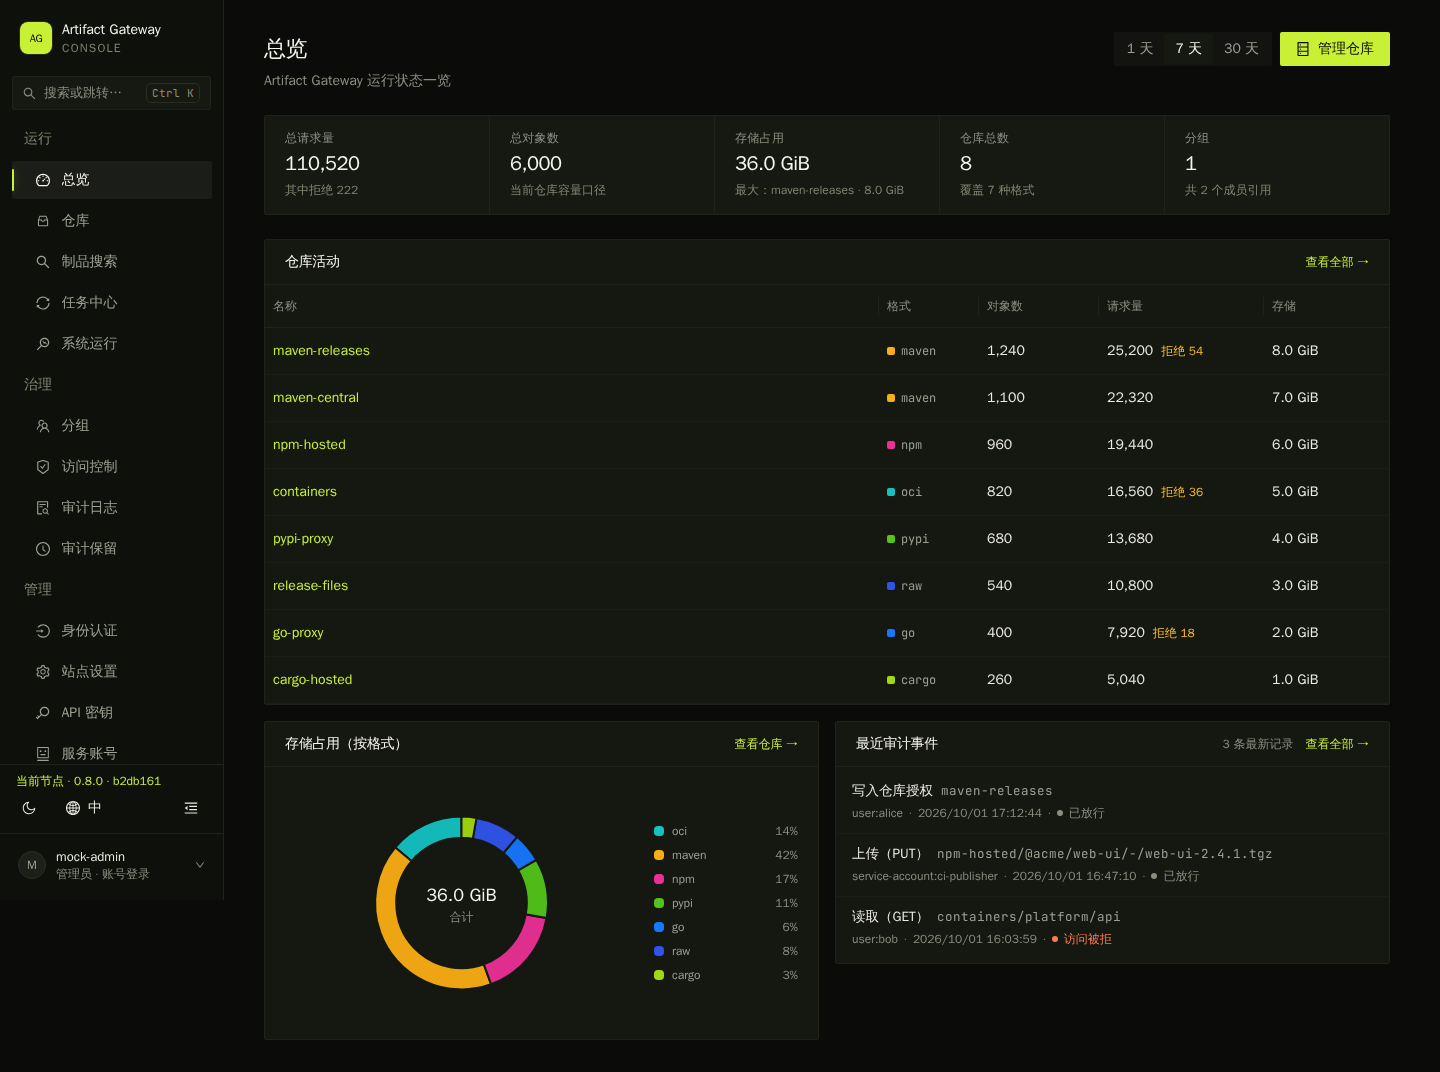 AG
Artifact Gateway
CONSOLE
搜索或跳转…
Ctrl K
运行
总览
仓库
制品搜索
任务中心
系统运行
治理
分组
访问控制
审计日志
审计保留
管理
身份认证
站点设置
API 密钥
服务账号
当前节点 · 0.8.0 · b2db161
中
M
mock-admin
管理员 · 账号登录
总览
Artifact Gateway 运行状态一览
1 天 7 天 30 天
管理仓库
总请求量
110,520
其中拒绝 222
总对象数
6,000
当前仓库容量口径
存储占用
36.0 GiB
最大：maven-releases · 8.0 GiB
仓库总数
8
覆盖 7 种格式
分组
1
共 2 个成员引用
仓库活动 查看全部 →
名称 格式 对象数 请求量 存储
maven-releases maven 1,240 25,200 拒绝 54 8.0 GiB
maven-central maven 1,100 22,320 7.0 GiB
npm-hosted npm 960 19,440 6.0 GiB
containers oci 820 16,560 拒绝 36 5.0 GiB
pypi-proxy pypi 680 13,680 4.0 GiB
release-files raw 540 10,800 3.0 GiB
go-proxy go 400 7,920 拒绝 18 2.0 GiB
cargo-hosted cargo 260 5,040 1.0 GiB
存储占用（按格式） 查看仓库 →
36.0 GiB
合计
oci 14%
maven 42%
npm 17%
pypi 11%
go 6%
raw 8%
cargo 3%
最近审计事件 3 条最新记录 查看全部 →
写入仓库授权 maven-releases
user:alice · 2026/10/01 17:12:44 · 已放行
上传（PUT） npm-hosted/@acme/web-ui/-/web-ui-2.4.1.tgz
service-account:ci-publisher · 2026/10/01 16:47:10 · 已放行
读取（GET） containers/platform/api
user:bob · 2026/10/01 16:03:59 · 访问被拒